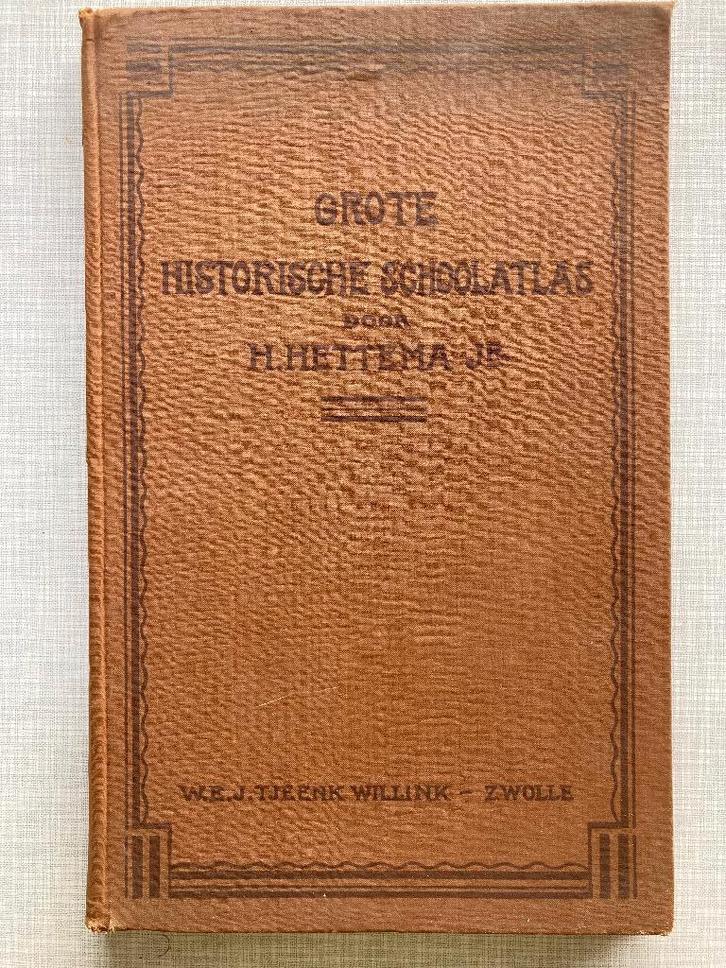 GROTE
HISTORISCHE SCHOOLATLAS
DOOR
H. HETTEMA JR.
W.E.J. TJEENK WILLINK – ZWOLLE